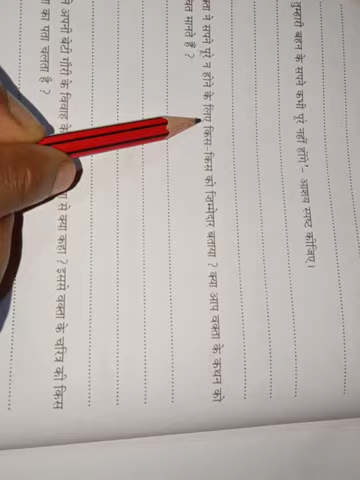 तुम्हारी बहन के सपने कभी पूरे नहीं होंगे'- आशय स्पष्ट कीजिए।
ने सपने पूरे न होने के लिए किस- किस को ज़िम्मेदार बताया ? क्या आप वक्ता के कथन को
मानते हैं ?
ने अपनी बेटी गौरी के विवाह के से क्या कहा ? इससे वक्ता के चरित्र की किस
का पता चलता है ?